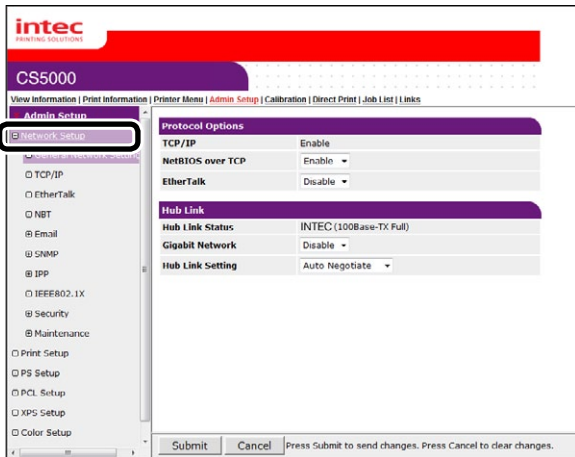 intec
PRINTING SOLUTIONS
CS5000
View Information | Print Information | Printer Menu | Admin Setup | Calibration | Direct Print | Job List | Links
Admin Setup
Network Setup
General Network Setting
TCP/IP
EtherTalk
NBT
Email
SNMP
IPP
IEEE802.1X
Security
Maintenance
Print Setup
PS Setup
PCL Setup
XPS Setup
Color Setup
Protocol Options
TCP/IP Enable
NetBIOS over TCP Enable
EtherTalk Disable
Hub Link
Hub Link Status INTEC (100Base-TX Full)
Gigabit Network Disable
Hub Link Setting Auto Negotiate
Submit Cancel Press Submit to send changes. Press Cancel to clear changes.